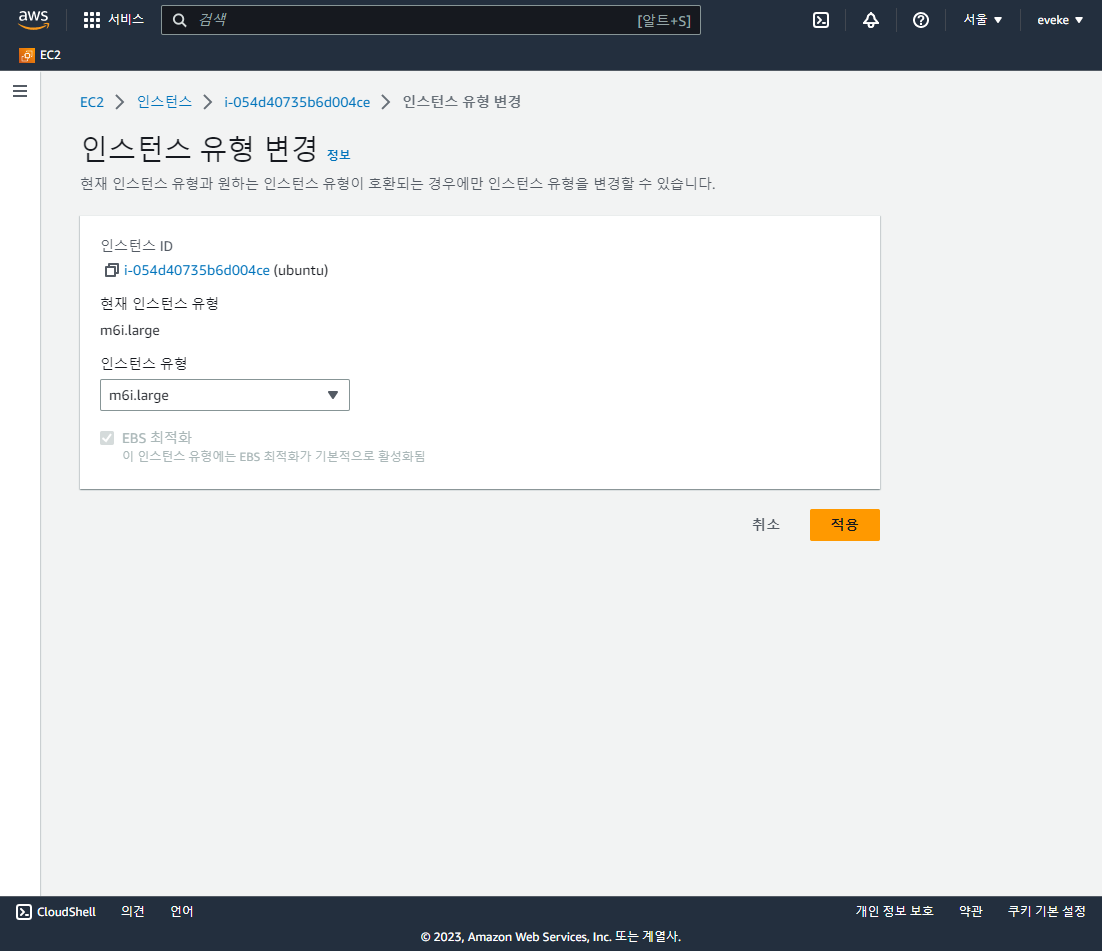 aws 서비스 검색 [알트+S] 서울 eveke
EC2
EC2 인스턴스 i-054d40735b6d004ce 인스턴스 유형 변경
인스턴스 유형 변경 정보
현재 인스턴스 유형과 원하는 인스턴스 유형이 호환되는 경우에만 인스턴스 유형을 변경할 수 있습니다.
인스턴스 ID
i-054d40735b6d004ce (ubuntu)
현재 인스턴스 유형
m6i.large
인스턴스 유형
m6i.large
EBS 최적화
이 인스턴스 유형에는 EBS 최적화가 기본적으로 활성화됨
취소 적용
CloudShell 의견 언어 개인 정보 보호 약관 쿠키 기본 설정
© 2023, Amazon Web Services, Inc. 또는 계열사.